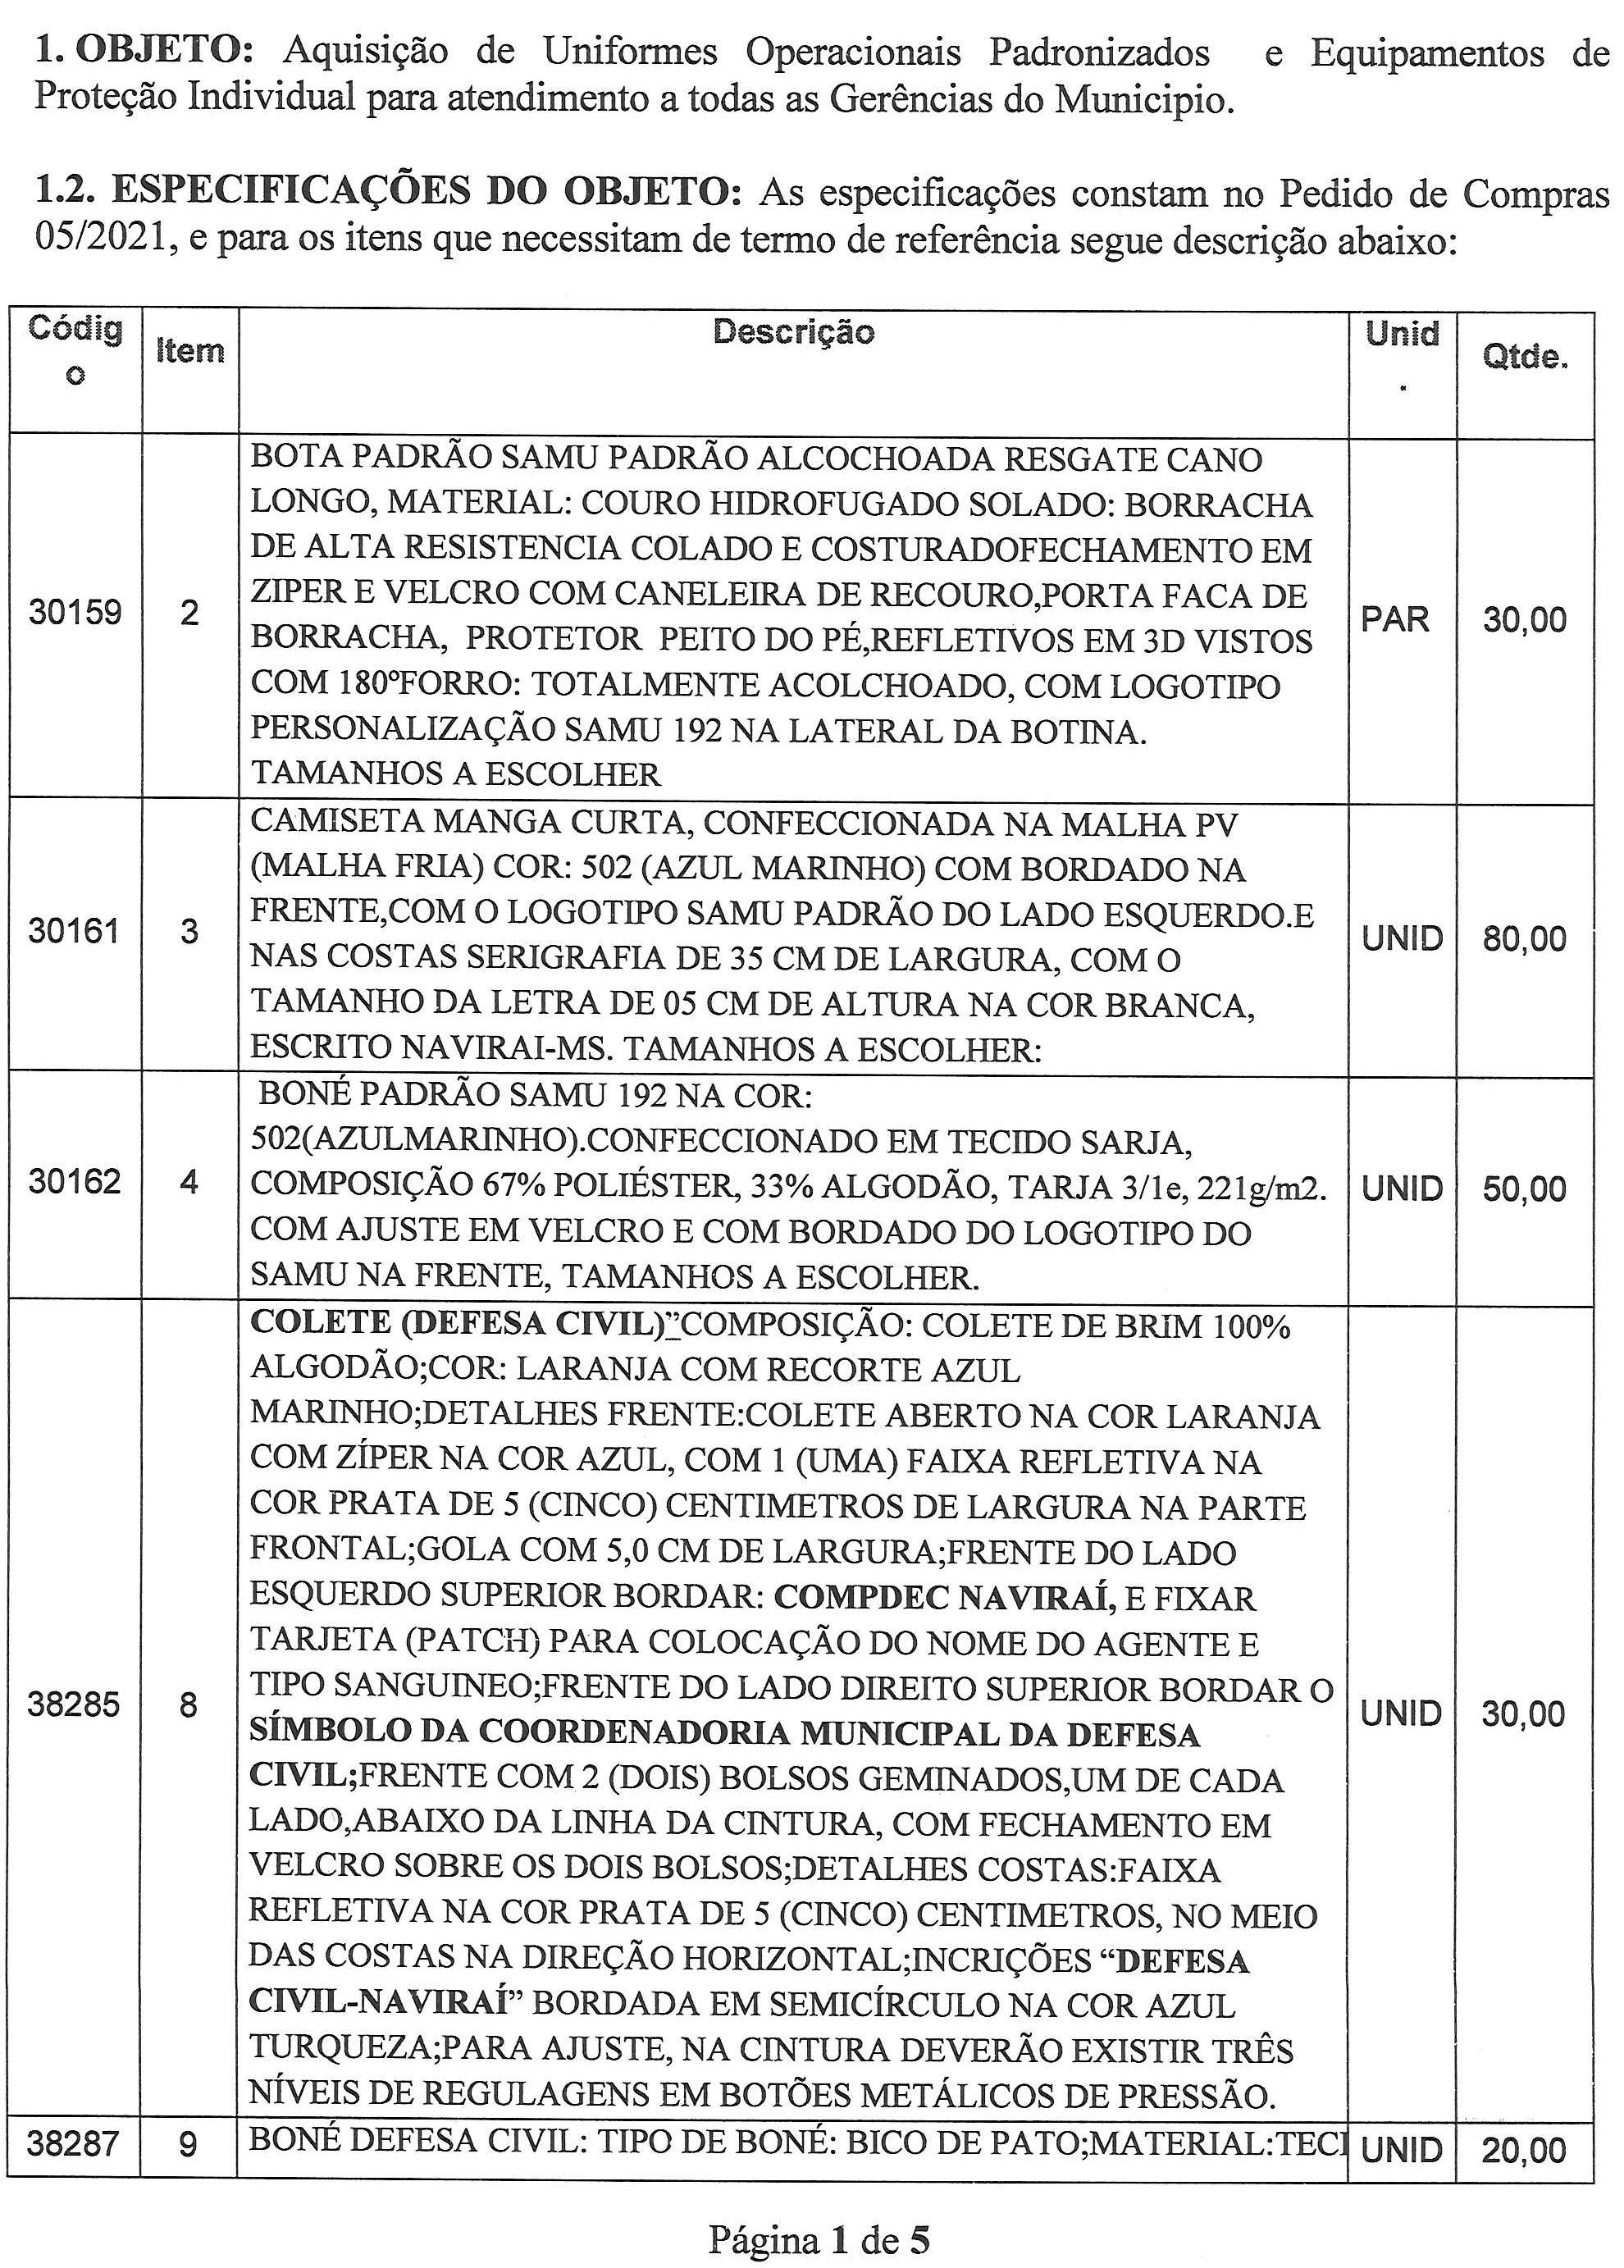 1. OBJETO: Aquisição de Uniformes Operacionais Padronizados e Equipamentos de
Proteção Individual para atendimento a todas as Gerências do Municipio.
1.2. ESPECIFICAÇÕES DO OBJETO: As especificações constam no Pedido de Compras
05/2021, e para os itens que necessitam de termo de referência segue descrição abaixo:
Códig
o
Item
Descrição
Unid
.
Qtde.
30159
2
BOTA PADRÃO SAMU PADRÃO ALCOCHOADA RESGATE CANO
LONGO, MATERIAL: COURO HIDROFUGADO SOLADO: BORRACHA
DE ALTA RESISTENCIA COLADO E COSTURADOFECHAMENTO EM
ZIPER E VELCRO COM CANELEIRA DE RECOURO,PORTA FACA DE
BORRACHA, PROTETOR PEITO DO PÉ,REFLETIVOS EM 3D VISTOS
COM 180ºFORRO: TOTALMENTE ACOLCHOADO, COM LOGOTIPO
PERSONALIZAÇÃO SAMU 192 NA LATERAL DA BOTINA.
TAMANHOS A ESCOLHER
PAR
30,00
30161
3
CAMISETA MANGA CURTA, CONFECCIONADA NA MALHA PV
(MALHA FRIA) COR: 502 (AZUL MARINHO) COM BORDADO NA
FRENTE,COM O LOGOTIPO SAMU PADRÃO DO LADO ESQUERDO.E
NAS COSTAS SERIGRAFIA DE 35 CM DE LARGURA, COM O
TAMANHO DA LETRA DE 05 CM DE ALTURA NA COR BRANCA,
ESCRITO NAVIRAI-MS. TAMANHOS A ESCOLHER:
UNID
80,00
30162
4
BONÉ PADRÃO SAMU 192 NA COR:
502(AZULMARINHO).CONFECCIONADO EM TECIDO SARJA,
COMPOSIÇÃO 67% POLIÉSTER, 33% ALGODÃO, TARJA 3/1e, 221g/m2.
COM AJUSTE EM VELCRO E COM BORDADO DO LOGOTIPO DO
SAMU NA FRENTE, TAMANHOS A ESCOLHER.
UNID
50,00
38285
8
COLETE (DEFESA CIVIL)”COMPOSIÇÃO: COLETE DE BRIM 100%
ALGODÃO;COR: LARANJA COM RECORTE AZUL
MARINHO;DETALHES FRENTE:COLETE ABERTO NA COR LARANJA
COM ZÍPER NA COR AZUL, COM 1 (UMA) FAIXA REFLETIVA NA
COR PRATA DE 5 (CINCO) CENTIMETROS DE LARGURA NA PARTE
FRONTAL;GOLA COM 5,0 CM DE LARGURA;FRENTE DO LADO
ESQUERDO SUPERIOR BORDAR: COMPDEC NAVIRAÍ, E FIXAR
TARJETA (PATCH) PARA COLOCAÇÃO DO NOME DO AGENTE E
TIPO SANGUINEO;FRENTE DO LADO DIREITO SUPERIOR BORDAR O
SÍMBOLO DA COORDENADORIA MUNICIPAL DA DEFESA
CIVIL;FRENTE COM 2 (DOIS) BOLSOS GEMINADOS,UM DE CADA
LADO,ABAIXO DA LINHA DA CINTURA, COM FECHAMENTO EM
VELCRO SOBRE OS DOIS BOLSOS;DETALHES COSTAS:FAIXA
REFLETIVA NA COR PRATA DE 5 (CINCO) CENTIMETROS, NO MEIO
DAS COSTAS NA DIREÇÃO HORIZONTAL;INCRIÇÕES “DEFESA
CIVIL-NAVIRAÍ” BORDADA EM SEMICÍRCULO NA COR AZUL
TURQUEZA;PARA AJUSTE, NA CINTURA DEVERÃO EXISTIR TRÊS
NÍVEIS DE REGULAGENS EM BOTÕES METÁLICOS DE PRESSÃO.
UNID
30,00
38287
9
BONÉ DEFESA CIVIL: TIPO DE BONÉ: BICO DE PATO;MATERIAL:TECI
UNID
20,00
Página 1 de 5